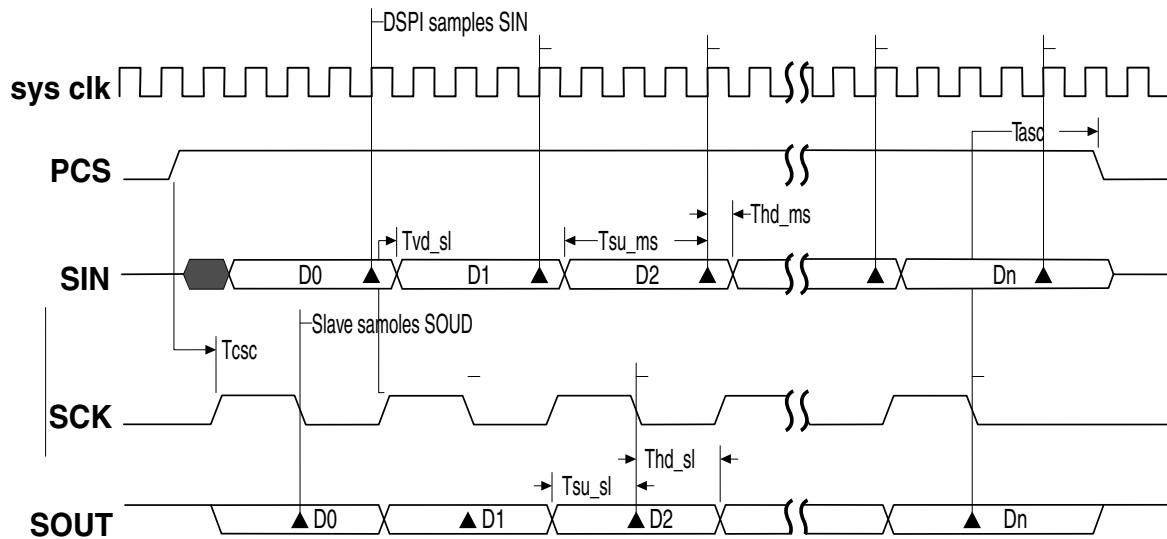 DSPI samples SIN
sys clk
Tasc
PCS
Thd_ms
Tvd_sl
Tsu_ms
SIN
D0
D1
D2
Dn
Slave samoles SOUD
Tcsc
SCK
Thd_sl
Tsu_sl
SOUT
D0
D1
D2
Dn